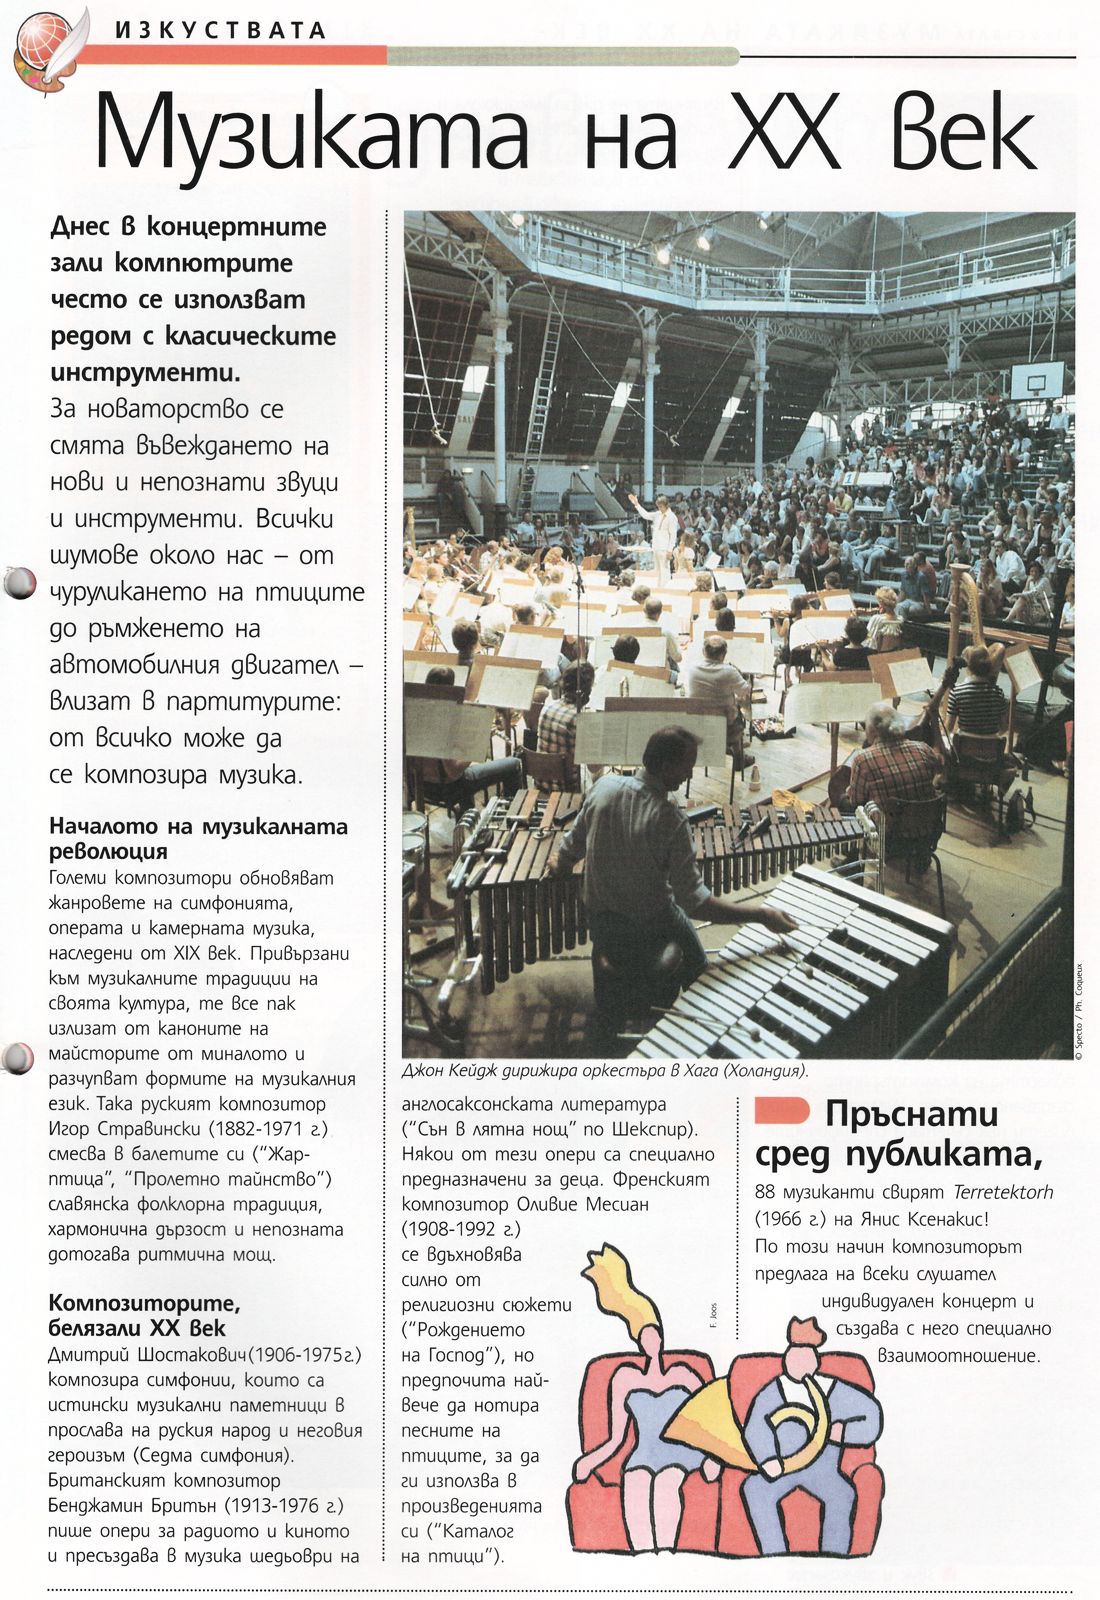 ИЗКУСТВАТА
Музиката на XX век
Днес в концертните
зали компютрите
често се използват
редом с класическите
инструменти.
За новаторство се
смята въвеждането на
нови и непознати звуци
и инструменти. Всички
шумове около нас – от
чуруликането на птиците
до ръмженето на
автомобилния двигател –
влизат в партитурите:
от всичко може да
се композира музика.
Началото на музикалната
революция
Големи композитори обновяват
жанровете на симфонията,
операта и камерната музика,
наследени от XIX век. Привързани
към музикалните традиции на
своята култура, те все пак
излизат от каноните на
майсторите от миналото и
разчупват формите на музикалния
език. Така руският композитор
Игор Стравински (1882-1971 г.)
смесва в балетите си (“Жар-
птица”, “Пролетно тайнство”)
славянска фолклорна традиция,
хармонична дързост и непозната
дотогава ритмична мощ.
Композиторите,
белязали XX век
Дмитрий Шостакович(1906-1975г.)
композира симфонии, които са
истински музикални паметници в
прослава на руския народ и неговия
героизъм (Седма симфония).
Британският композитор
Бенджамин Бритън (1913-1976 г.)
пише опери за радиото и киното
и пресъздава в музика шедьоври на
© Specto / Ph. Coqueux
Джон Кейдж дирижира оркестъра в Хага (Холандия).
англосаксонската литература
(“Сън в лятна нощ” по Шекспир).
Някои от тези опери са специално
предназначени за деца. Френският
композитор Оливие Месиан
(1908-1992 г.)
се вдъхновява
силно от
религиозни сюжети
(“Рождението
на Господ”), но
предпочита най-
вече да нотира
песните на
птиците, за да
ги използва в
произведенията
си (“Каталог
на птици”).
F. Joos
Пръснати
сред публиката,
88 музиканти свирят Terretektorh
(1966 г.) на Янис Ксенакис!
По този начин композиторът
предлага на всеки слушател
индивидуален концерт и
създава с него специално
взаимоотношение.